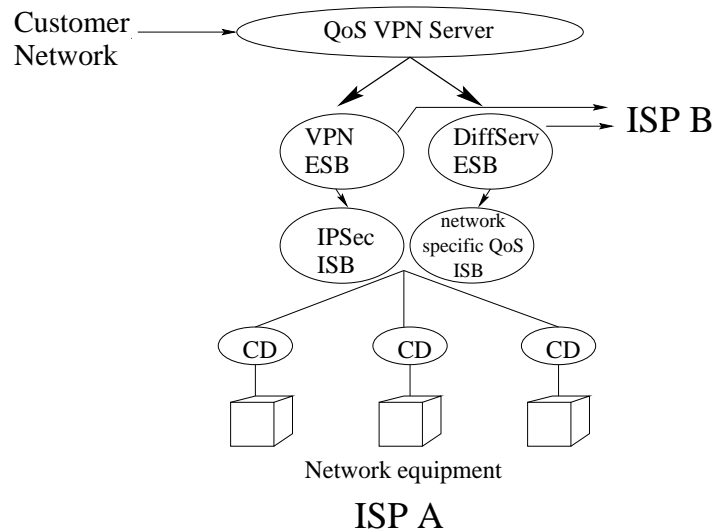 Customer
Network
QoS VPN Server
ISP B
VPN
ESB
DiffServ
ESB
IPSec
ISB
network
specific QoS
ISB
CD
CD
CD
Network equipment
ISP A